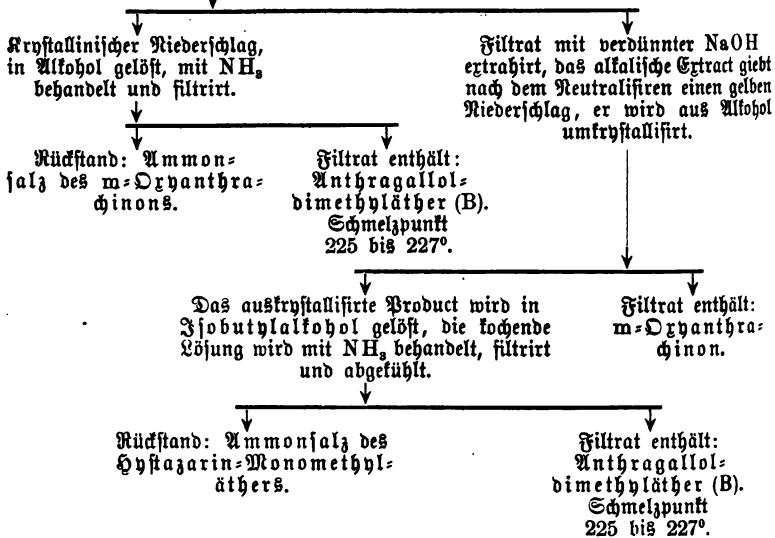 Krystallinischer Niederschlag,
in Alkohol gelöst, mit NH₃
behandelt und filtrirt.
Filtrat mit verdünnter NaOH
extrahirt, das alkalische Extract giebt
nach dem Neutralisiren einen gelben
Niederschlag, er wird aus Alkohol
umkrystallisirt.
Rückstand: Ammon-
salz des m-Oxyanthra-
chinons.
Filtrat enthält:
Anthragallol-
dimethyläther (B).
Schmelzpunkt
225 bis 227⁰.
Das auskrystallisirte Product wird in
Isobutylalkohol gelöst, die kochende
Lösung wird mit NH₃ behandelt, filtrirt
und abgekühlt.
Filtrat enthält:
m-Oxyanthra-
chinon.
Rückstand: Ammonsalz des
Hystazarin-Monomethyl-
äthers.
Filtrat enthält:
Anthragallol-
dimethyläther (B).
Schmelzpunkt
225 bis 227⁰.